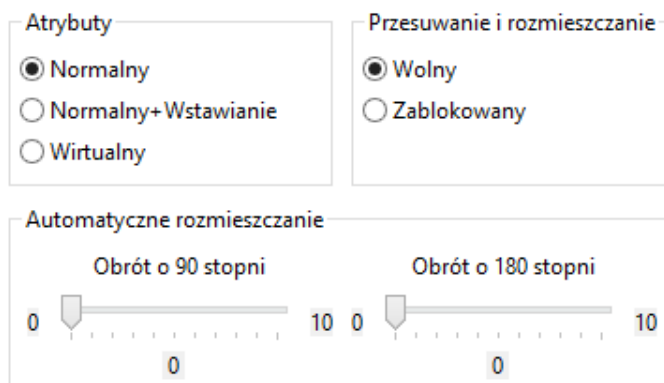 Atrybuty
Przesuwanie i rozmieszczanie
Normalny
Wolny
Normalny+Wstawianie
Zablokowany
Wirtualny
Automatyczne rozmieszczanie
Obrót o 90 stopni
Obrót o 180 stopni
0
10
0
10
0
0